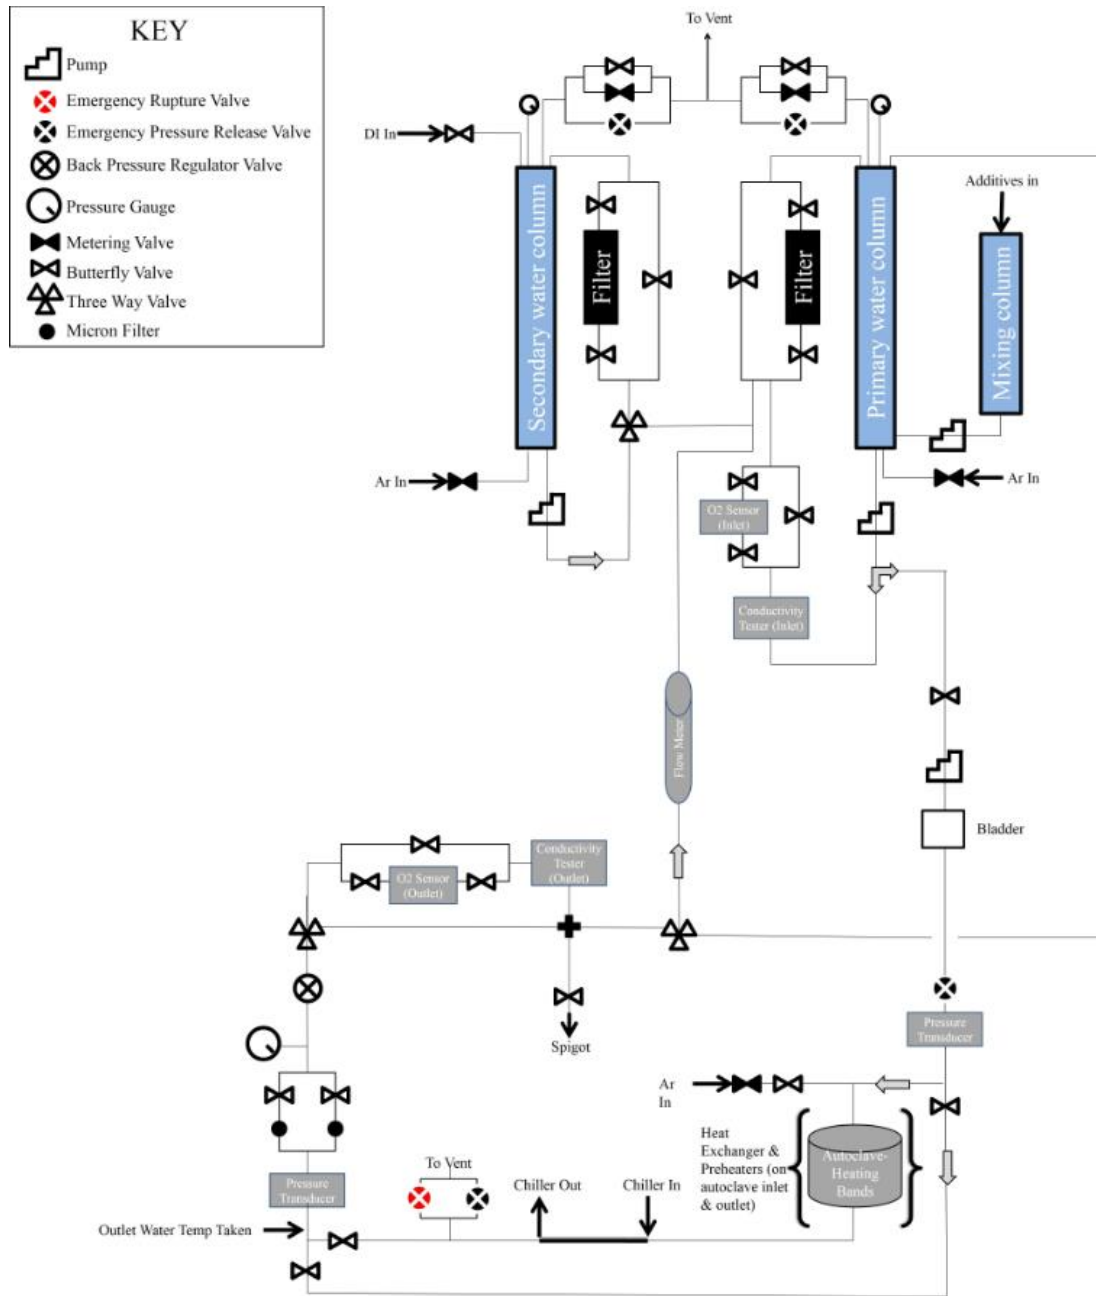 KEY
Pump
Emergency Rupture Valve
Emergency Pressure Release Valve
Back Pressure Regulator Valve
Pressure Gauge
Metering Valve
Butterfly Valve
Three Way Valve
Micron Filter
To Vent
DI In
Additives in
Secondary water column
Filter
Filter
Primary water column
Mixing column
Ar In
Ar In
O2 Sensor
(Inlet)
Conductivity
Tester (Inlet)
Flow Meter
Bladder
Conductivity
Tester
(Outlet)
O2 Sensor
(Outlet)
Spigot
Pressure
Transducer
Ar
In
Heat
Exchanger &
Preheaters (on
autoclave inlet
& outlet)
Autoclave-
Heating
Bands
Pressure
Transducer
To Vent
Chiller Out
Chiller In
Outlet Water Temp Taken